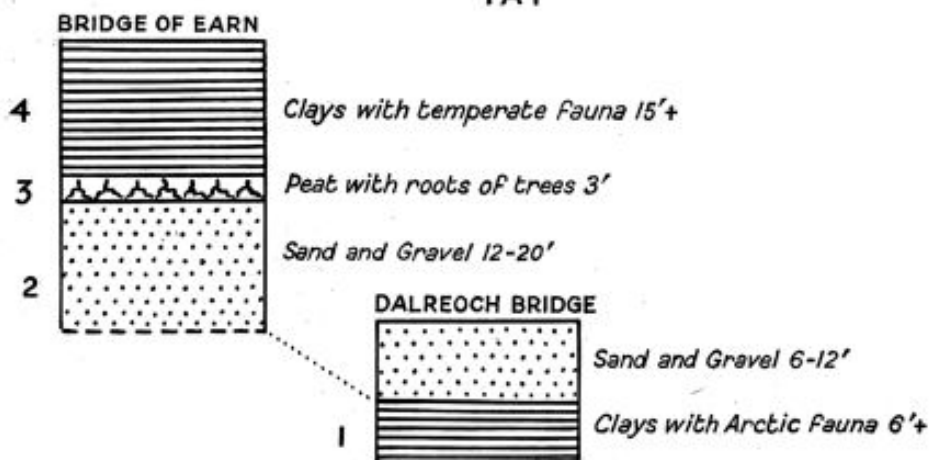 TAY
BRIDGE OF EARN
4
Clays with temperate fauna 15'+
3
Peat with roots of trees 3'
Sand and Gravel 12-20'
2
DALREOCH BRIDGE
Sand and Gravel 6-12'
1
Clays with Arctic fauna 6'+